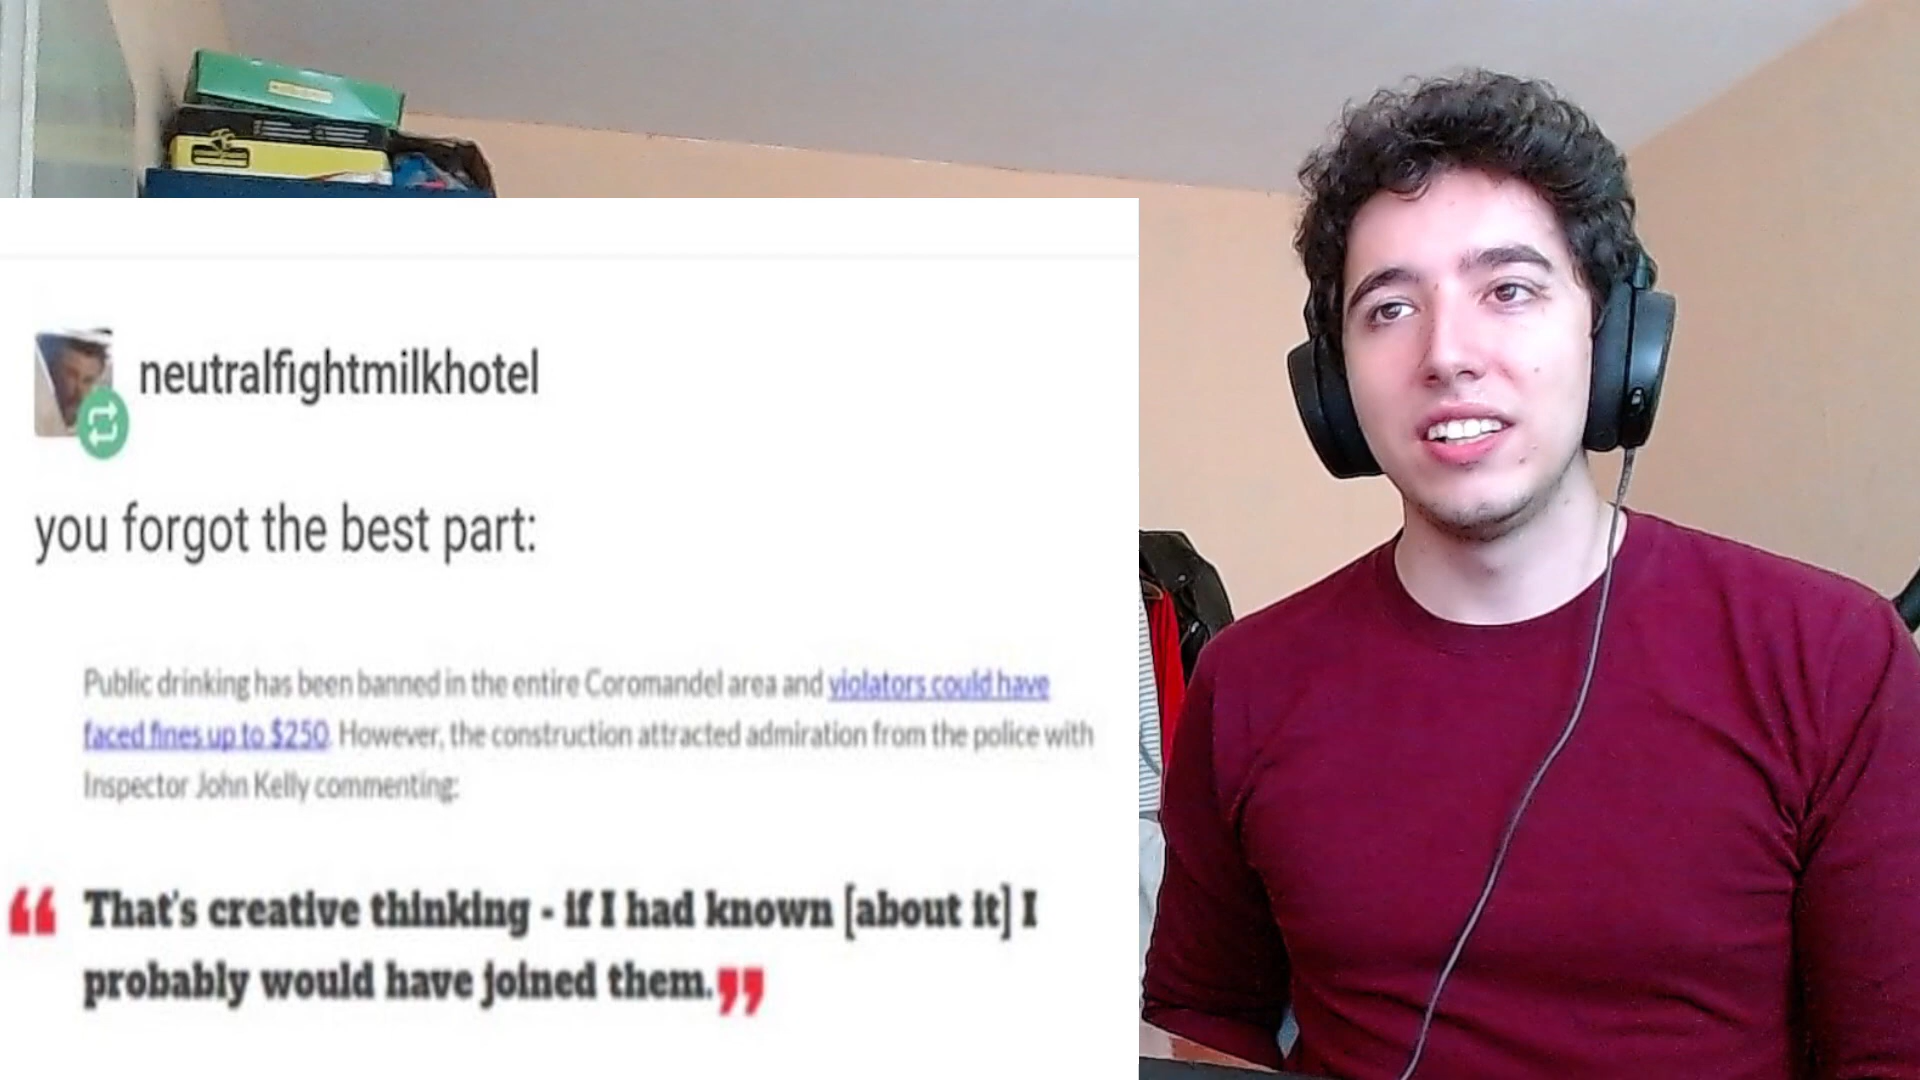 neutralfightmilkhotel
you forgot the best part:
Public drinking has been banned in the entire Coromandel area and violators could have
faced fines up to $250. However, the construction attracted admiration from the police with
Inspector John Kelly commenting:
“ That's creative thinking - if I had known [about it] I
probably would have joined them.”